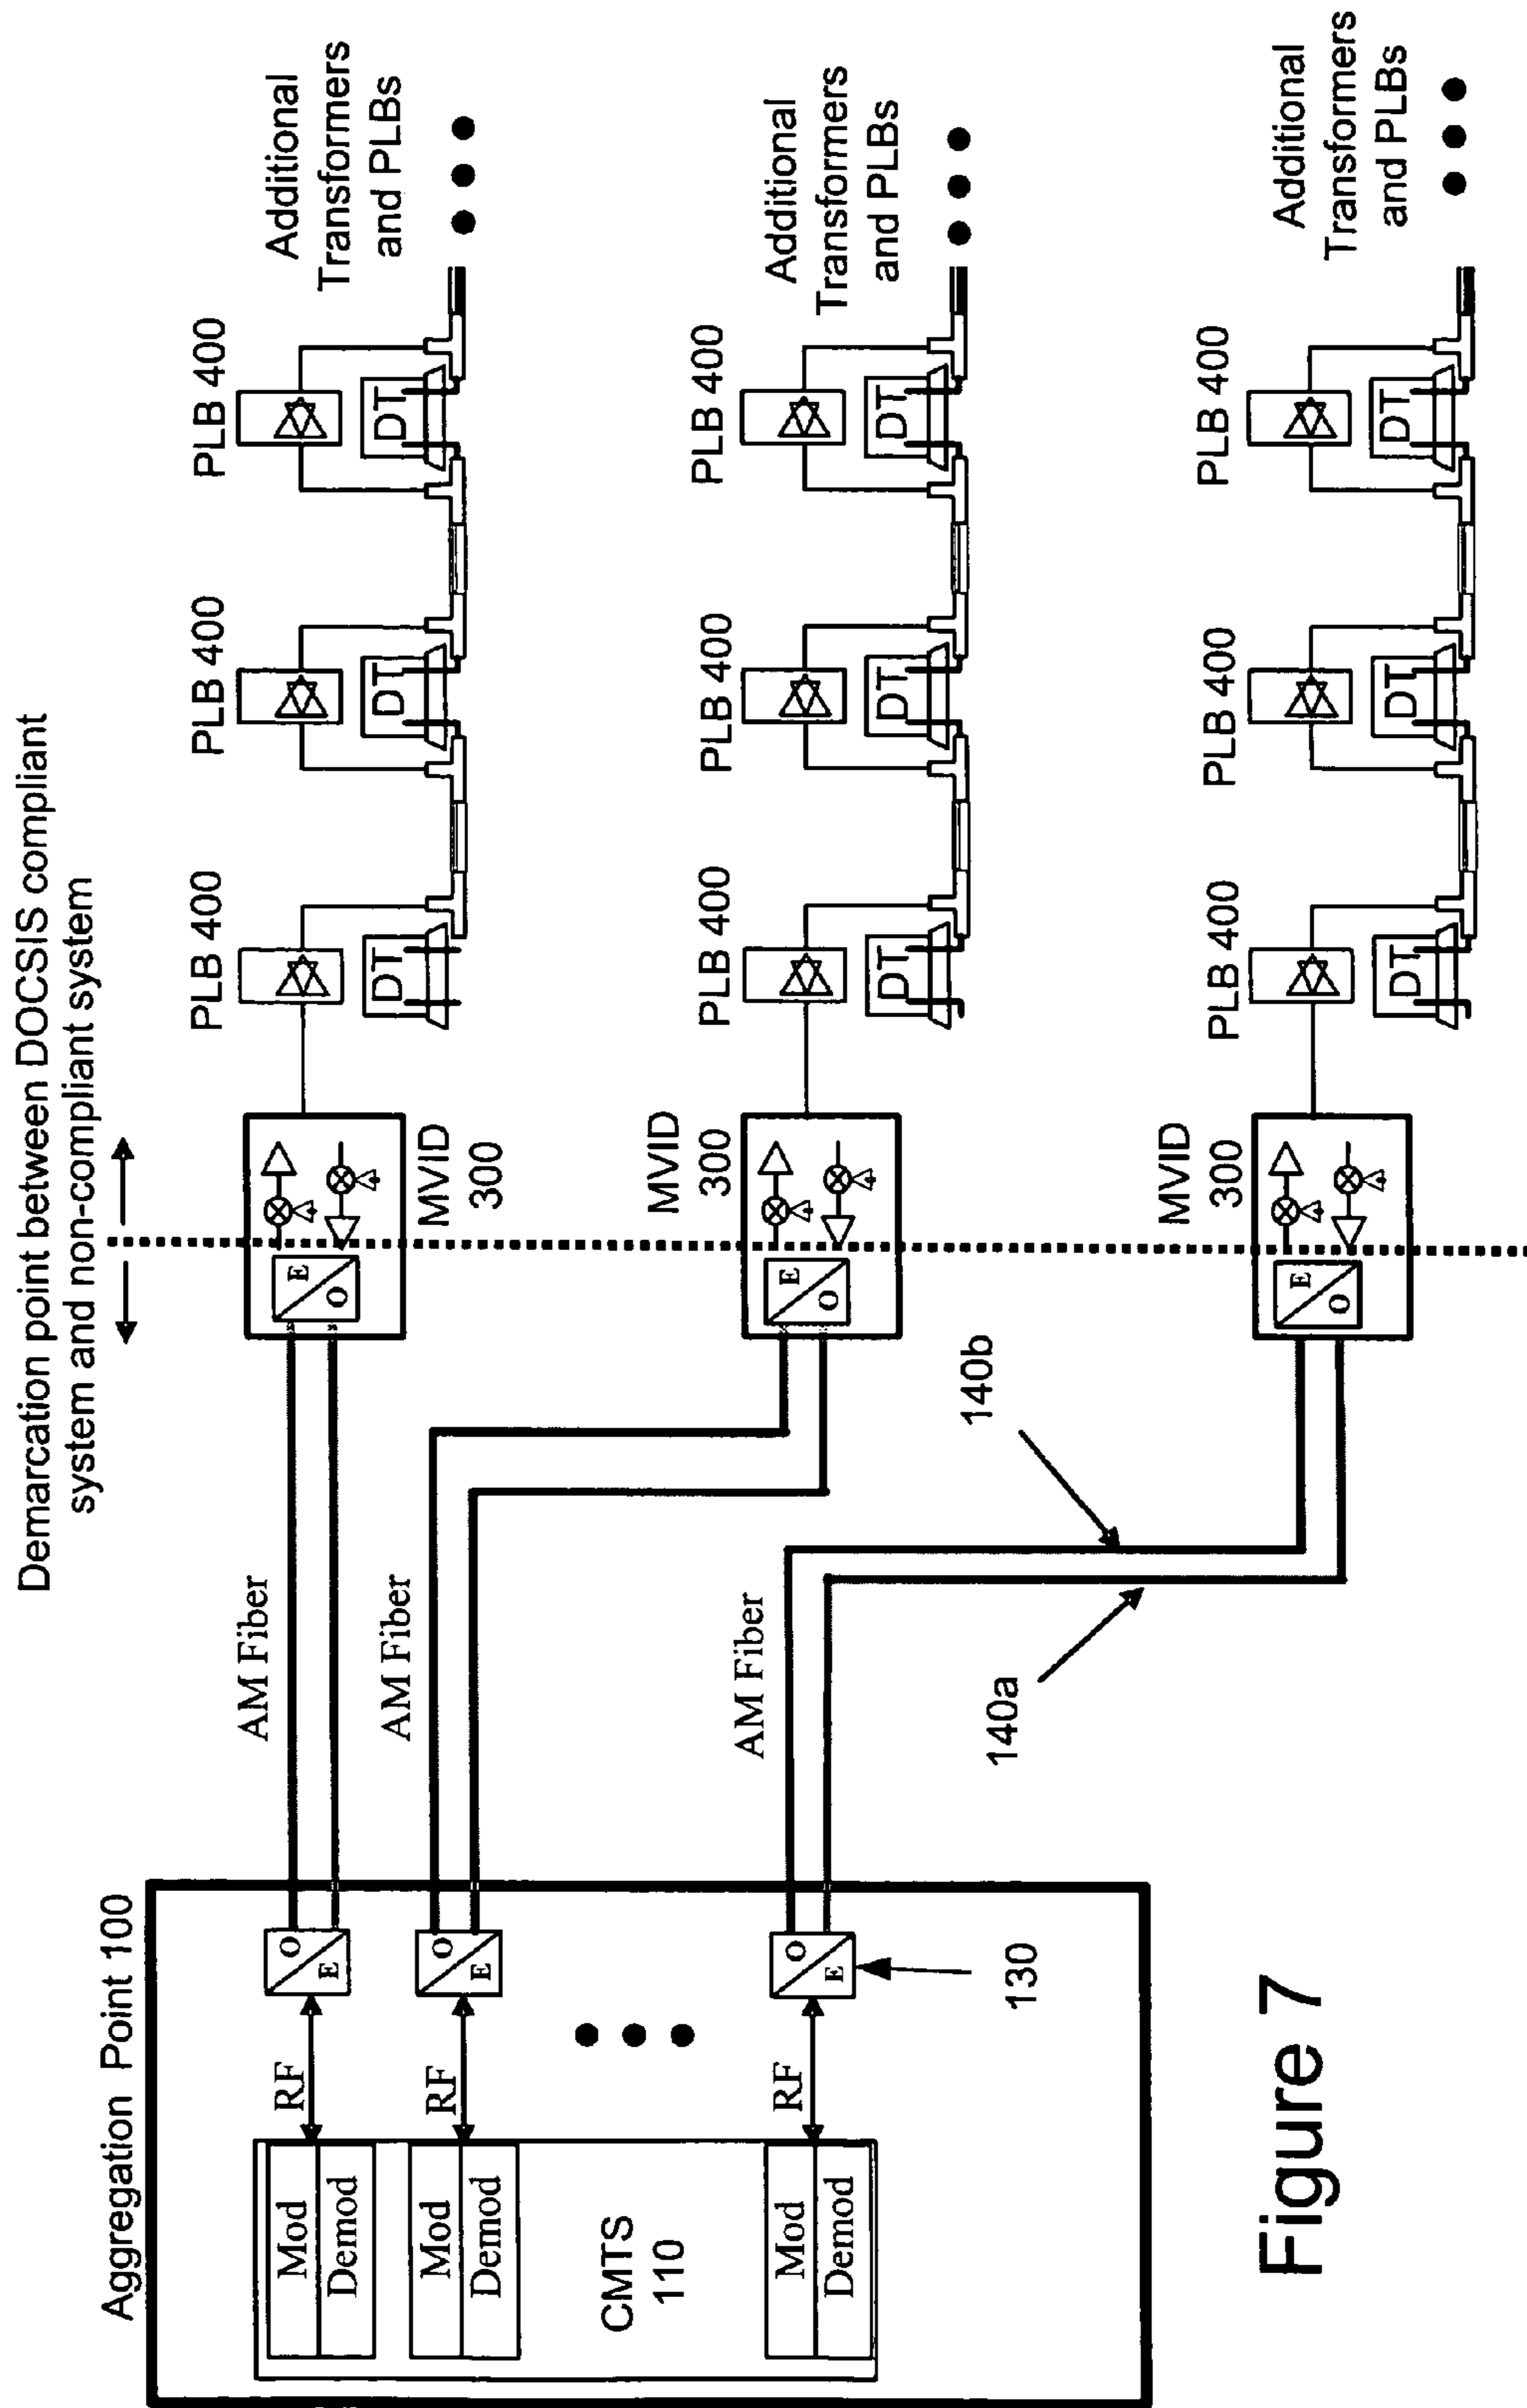 Demarcation point between DOCSIS compliant
system and non-compliant system
Aggregation Point 100
Mod
Demod
RF
O
E
AM Fiber
E
O
MVID
300
PLB 400
DT
PLB 400
DT
PLB 400
DT
Additional
Transformers
and PLBs
Mod
Demod
RF
O
E
AM Fiber
E
O
MVID
300
PLB 400
DT
PLB 400
DT
PLB 400
DT
Additional
Transformers
and PLBs
CMTS
110
Mod
Demod
RF
O
E
130
AM Fiber
140a
140b
E
O
MVID
300
PLB 400
DT
PLB 400
DT
PLB 400
DT
Additional
Transformers
and PLBs
Figure 7